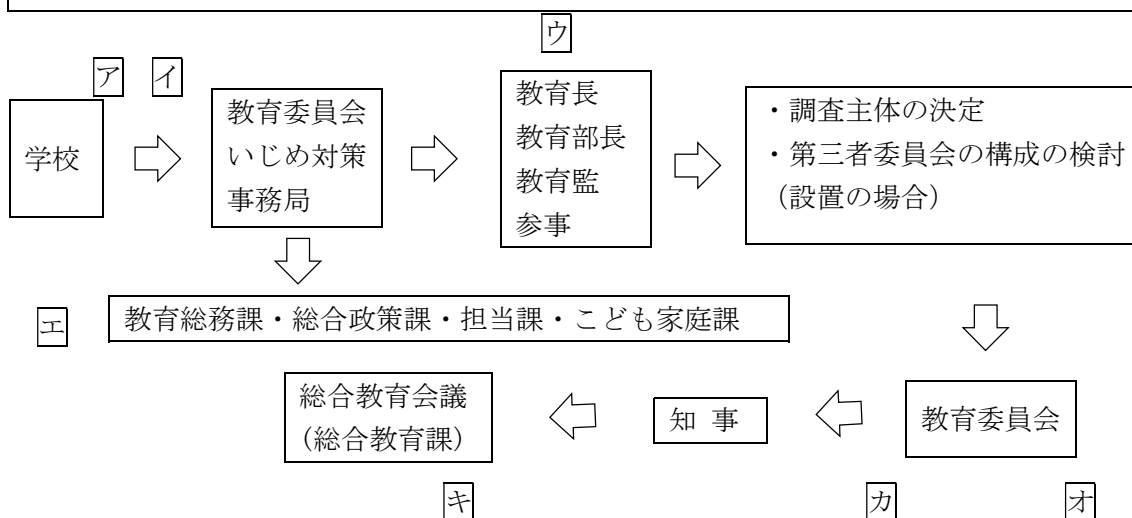 ウ
ア イ
学校
教育委員会
いじめ対策
事務局
教育長
教育部長
教育監
参事
・調査主体の決定
・第三者委員会の構成の検討
（設置の場合）
エ
教育総務課・総合政策課・担当課・こども家庭課
総合教育会議
（総合教育課）
知 事
教育委員会
キ
カ
オ